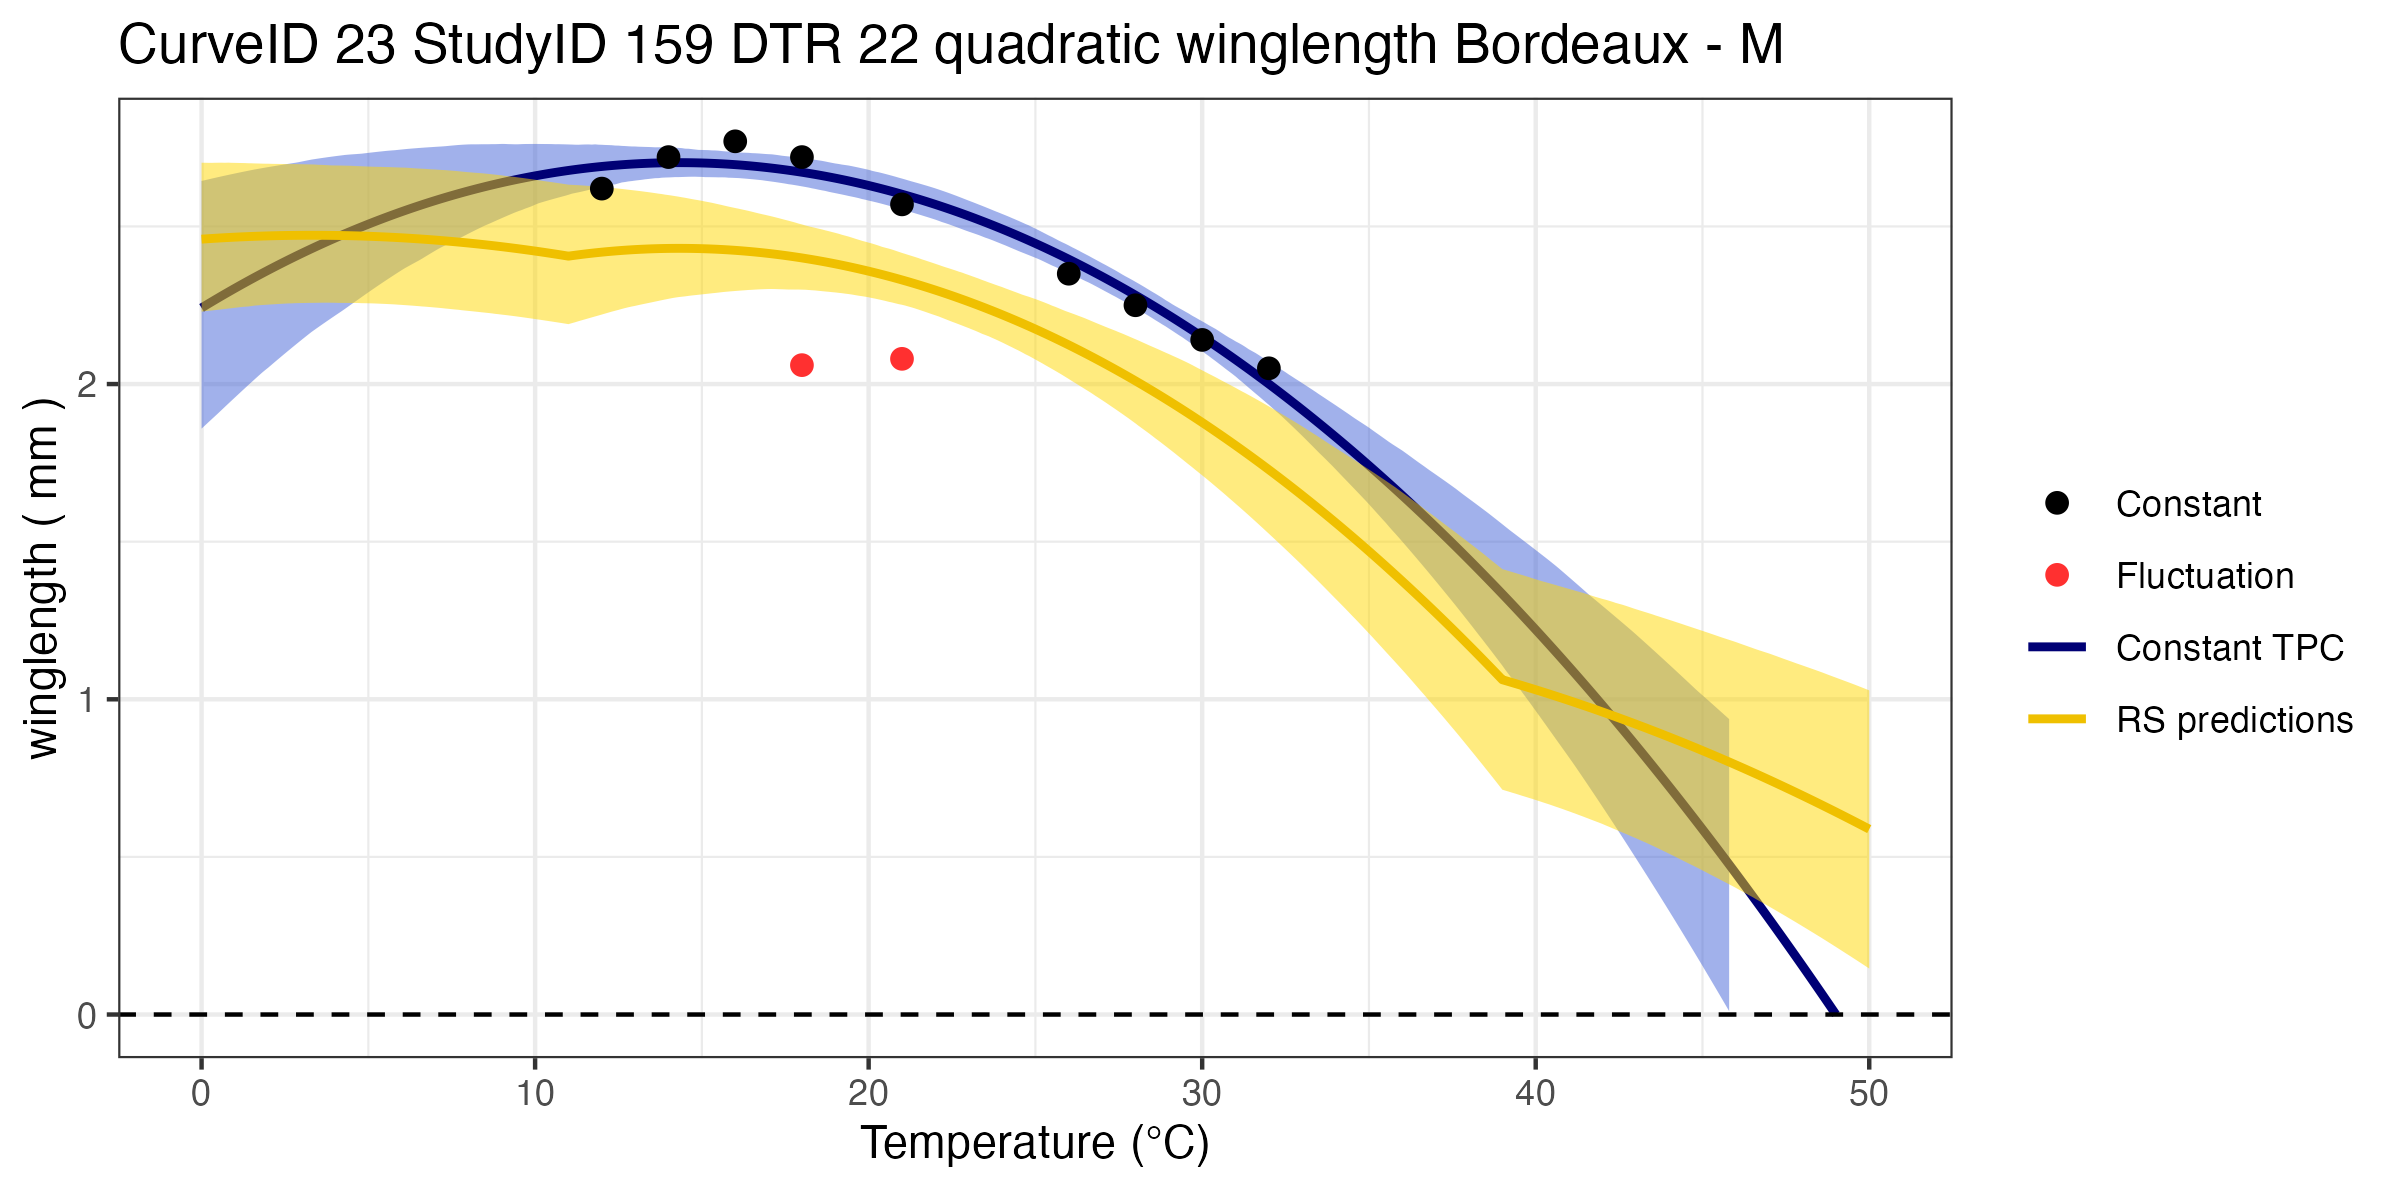 CurveID 23 StudyID 159 DTR 22 quadratic winglength Bordeaux - M
winglength ( mm )
2
1
0
0 10 20 30 40 50
Temperature (°C)
Constant
Fluctuation
Constant TPC
RS predictions